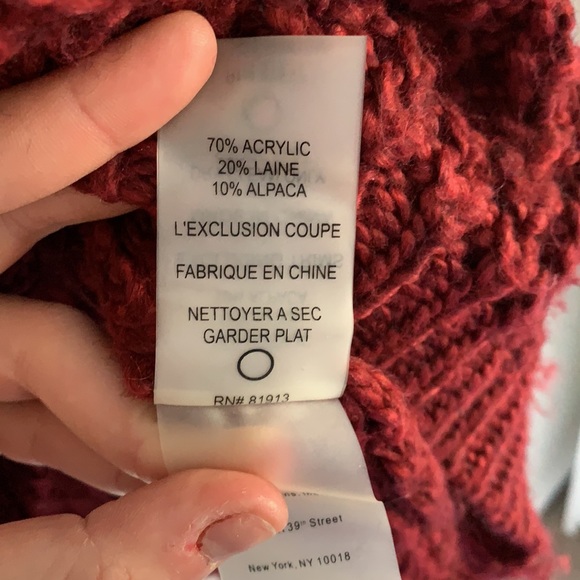 70% ACRYLIC
20% LAINE
10% ALPACA
L'EXCLUSION COUPE
FABRIQUE EN CHINE
NETTOYER A SEC
GARDER PLAT
RN# 81913
39th Street
New York, NY 10018